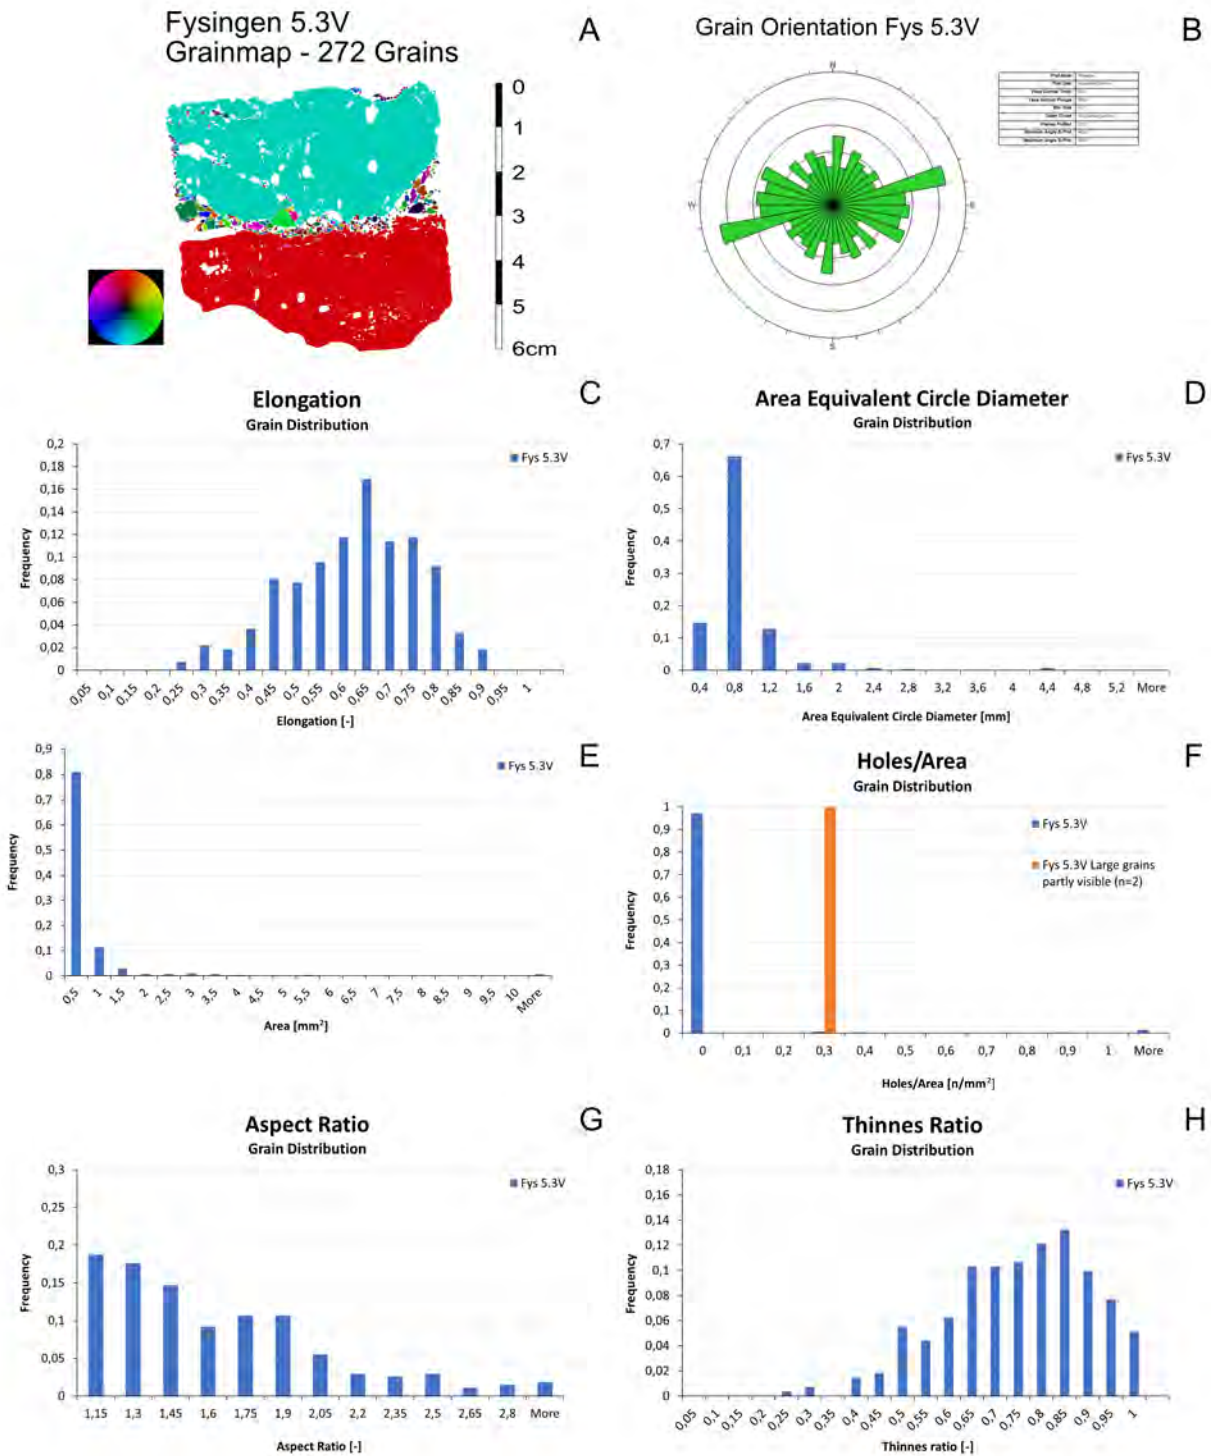 Fysingen 5.3V
Grainmap - 272 Grains
A
0
1
2
3
4
5
6cm
Grain Orientation Fys 5.3V
B
N
W
E
S
Elongation
Grain Distribution
C
Fys 5.3V
Frequency
0,2
0,18
0,16
0,14
0,12
0,1
0,08
0,06
0,04
0,02
0
0,05 0,1 0,15 0,2 0,25 0,3 0,35 0,4 0,45 0,5 0,55 0,6 0,65 0,7 0,75 0,8 0,85 0,9 0,95 1
Elongation [-]
Area Equivalent Circle Diameter
Grain Distribution
D
Fys 5.3V
Frequency
0,7
0,6
0,5
0,4
0,3
0,2
0,1
0
0,4 0,8 1,2 1,6 2 2,4 2,8 3,2 3,6 4 4,4 4,8 5,2 More
Area Equivalent Circle Diameter [mm]
E
Fys 5.3V
Frequency
0,9
0,8
0,7
0,6
0,5
0,4
0,3
0,2
0,1
0
0,5 1 1,5 2 2,5 3 3,5 4 4,5 5 5,5 6 6,5 7 7,5 8 8,5 9 9,5 10 More
Area [mm²]
Holes/Area
Grain Distribution
F
Fys 5.3V
Fys 5.3V Large grains
partly visible (n=2)
Frequency
1
0,9
0,8
0,7
0,6
0,5
0,4
0,3
0,2
0,1
0
0 0,1 0,2 0,3 0,4 0,5 0,6 0,7 0,8 0,9 1 More
Holes/Area [n/mm²]
Aspect Ratio
Grain Distribution
G
Fys 5.3V
Frequency
0,3
0,25
0,2
0,15
0,1
0,05
0
1,15 1,3 1,45 1,6 1,75 1,9 2,05 2,2 2,35 2,5 2,65 2,8 More
Aspect Ratio [-]
Thinnes Ratio
Grain Distribution
H
Fys 5.3V
Frequency
0,18
0,16
0,14
0,12
0,1
0,08
0,06
0,04
0,02
0
0,05 0,1 0,15 0,2 0,25 0,3 0,35 0,4 0,45 0,5 0,55 0,6 0,65 0,7 0,75 0,8 0,85 0,9 0,95 1
Thinnes ratio [-]